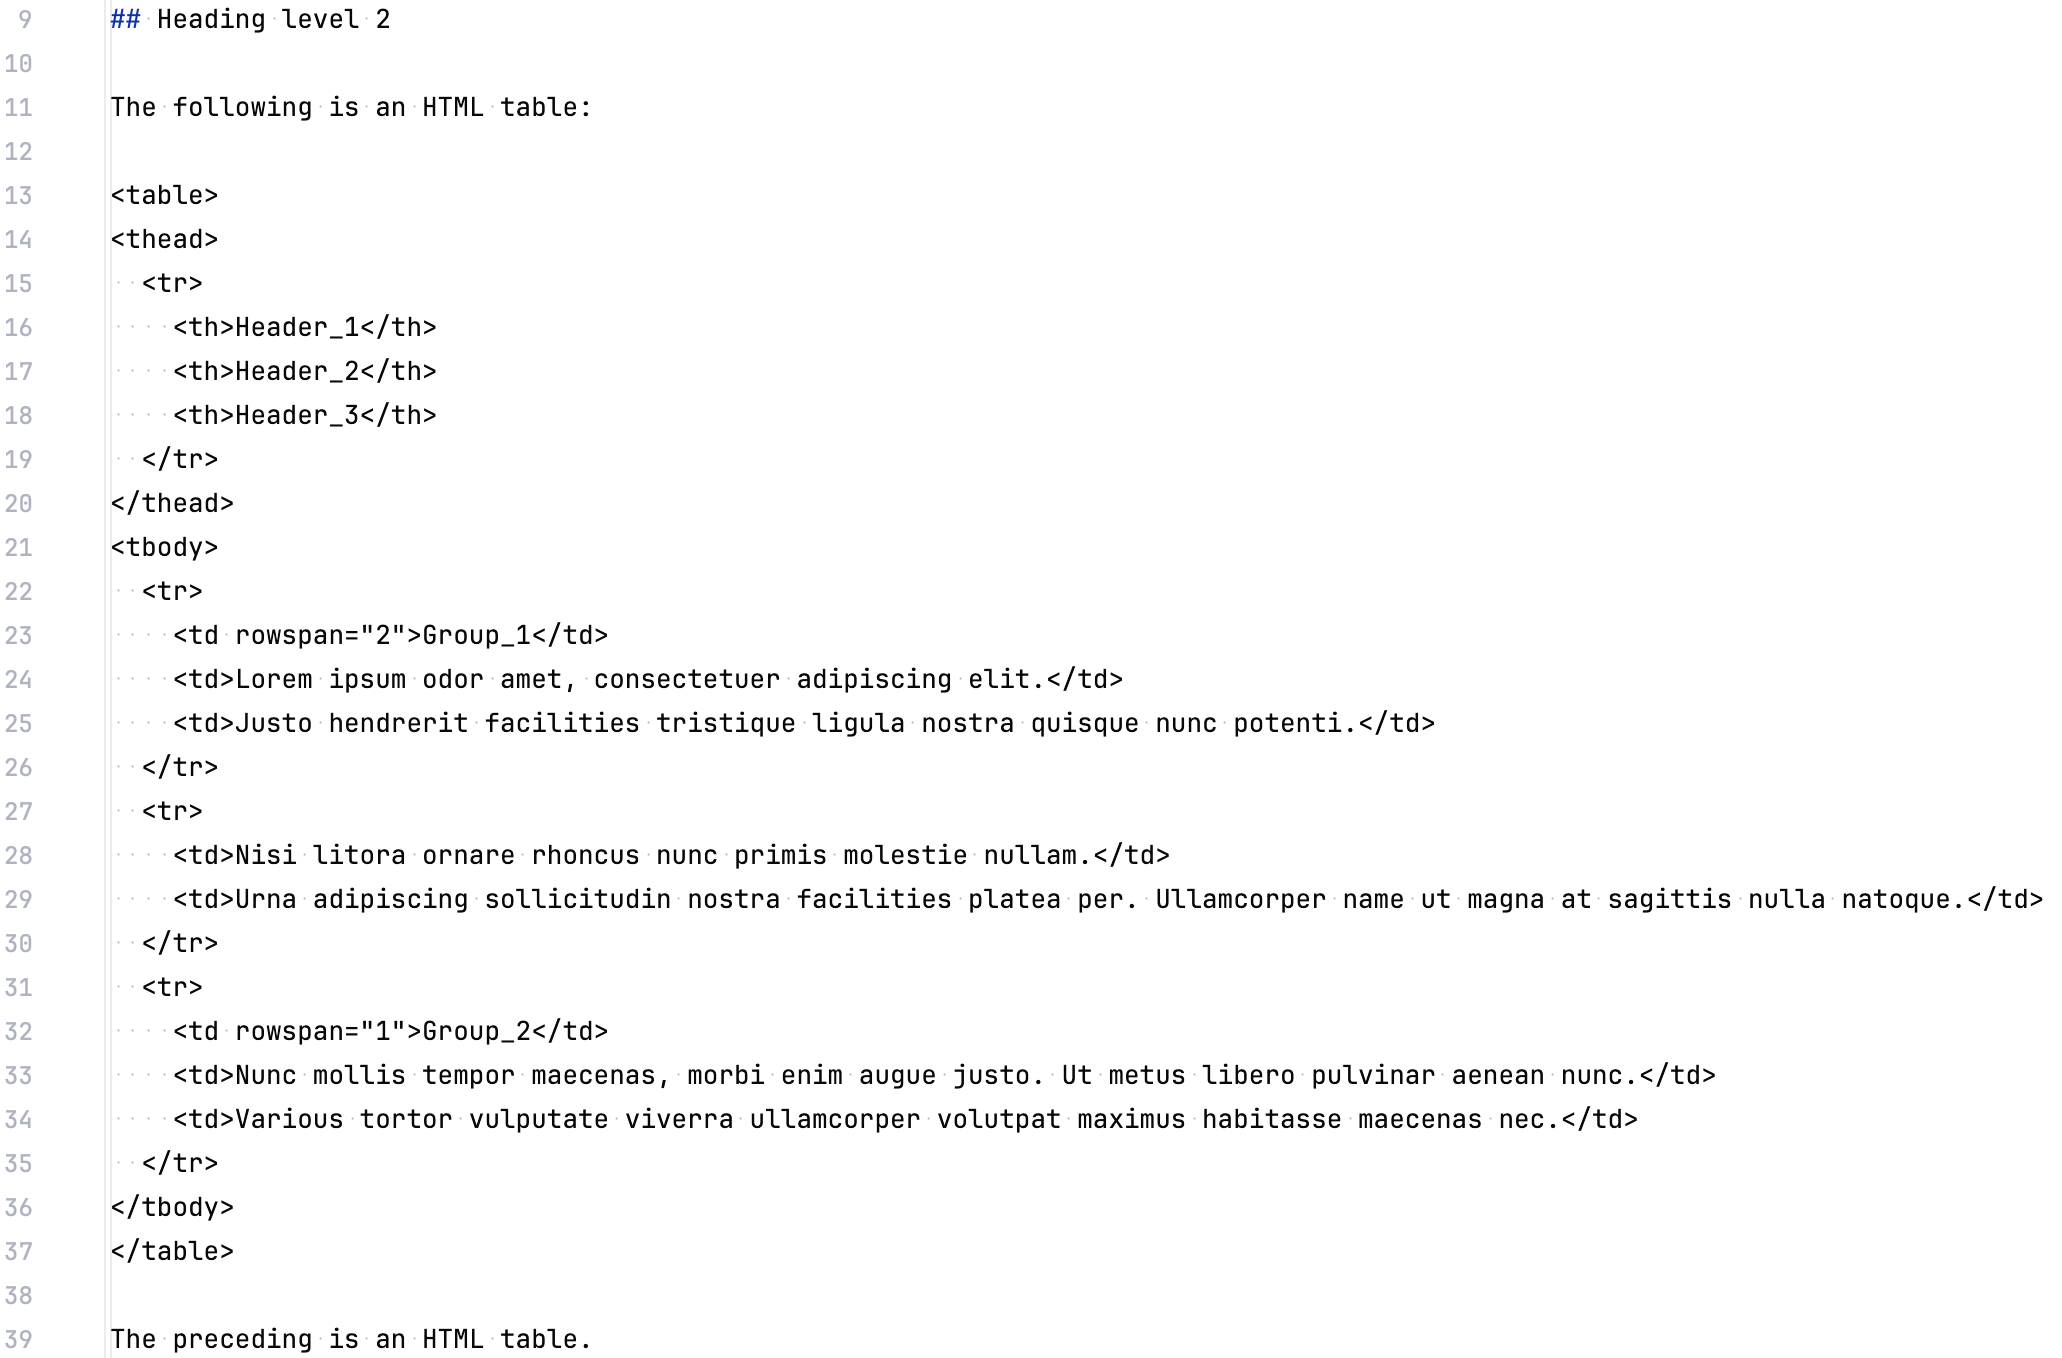 9 ## Heading level 2
10
11 The following is an HTML table:
12
13 <table>
14 <thead>
15   <tr>
16     <th>Header_1</th>
17     <th>Header_2</th>
18     <th>Header_3</th>
19   </tr>
20 </thead>
21 <tbody>
22   <tr>
23     <td rowspan="2">Group_1</td>
24     <td>Lorem ipsum odor amet, consectetuer adipiscing elit.</td>
25     <td>Justo hendrerit facilities tristique ligula nostra quisque nunc potenti.</td>
26   </tr>
27   <tr>
28     <td>Nisi litora ornare rhoncus nunc primis molestie nullam.</td>
29     <td>Urna adipiscing sollicitudin nostra facilities platea per. Ullamcorper name ut magna at sagittis nulla natoque.</td>
30   </tr>
31   <tr>
32     <td rowspan="1">Group_2</td>
33     <td>Nunc mollis tempor maecenas, morbi enim augue justo. Ut metus libero pulvinar aenean nunc.</td>
34     <td>Various tortor vulputate viverra ullamcorper volutpat maximus habitasse maecenas nec.</td>
35   </tr>
36 </tbody>
37 </table>
38
39 The preceding is an HTML table.